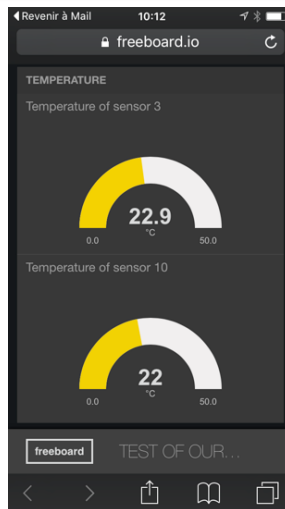 Revenir à Mail 10:12
freeboard.io
TEMPERATURE
Temperature of sensor 3
22.9
°C
0.0 50.0
Temperature of sensor 10
22
°C
0.0 50.0
freeboard TEST OF OUR...